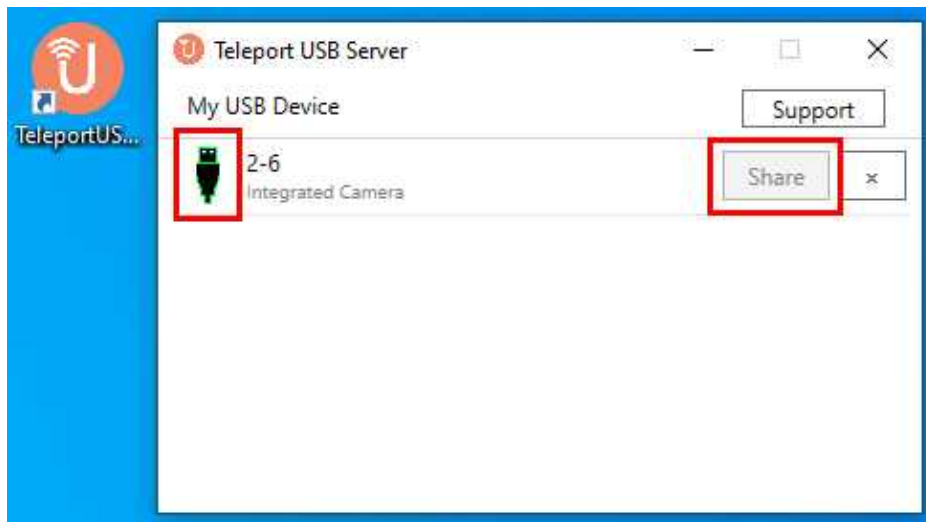 Teleport USB Server
My USB Device
Support
TeleportUS...
2-6
Integrated Camera
Share